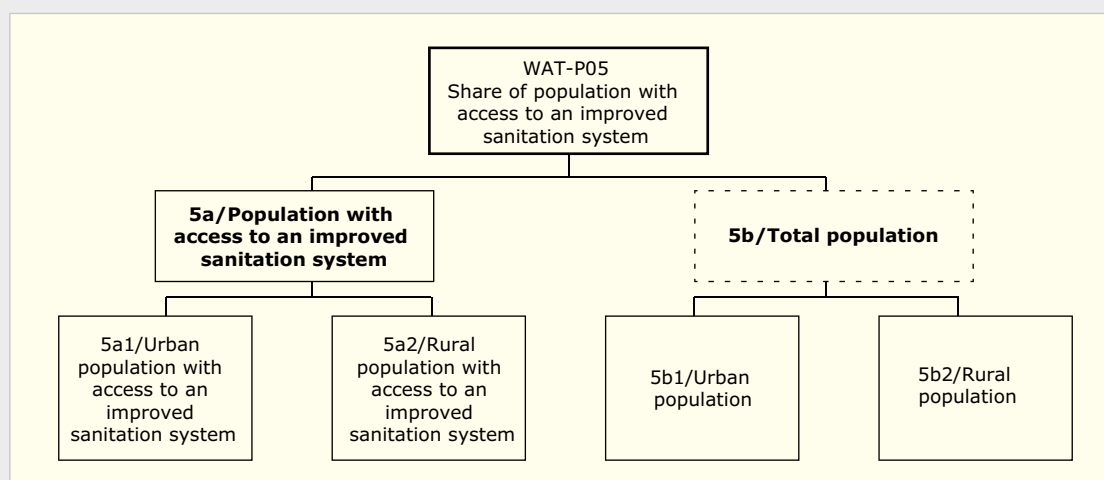 WAT-P05
Share of population with
access to an improved
sanitation system
5a/Population with
access to an improved
sanitation system
5b/Total population
5a1/Urban
population with
access to an
improved
sanitation system
5a2/Rural
population with
access to an
improved
sanitation system
5b1/Urban
population
5b2/Rural
population